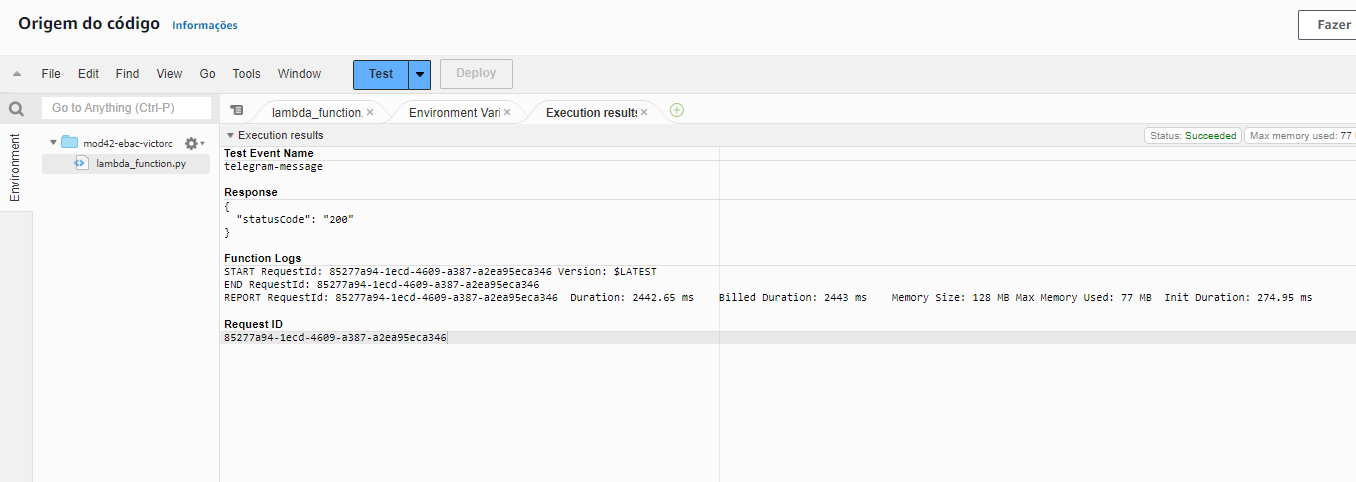 Origem do código Informações
Fazer
File Edit Find View Go Tools Window Test Deploy
Go to Anything (Ctrl-P)
lambda_function. × Environment Vari × Execution results ×
Environment
mod42-ebac-victorc
lambda_function.py
Execution results
Status: Succeeded Max memory used: 77
Test Event Name
telegram-message
Response
{
"statusCode": "200"
}
Function Logs
START RequestId: 85277a94-1ecd-4609-a387-a2ea95eca346 Version: $LATEST
END RequestId: 85277a94-1ecd-4609-a387-a2ea95eca346
REPORT RequestId: 85277a94-1ecd-4609-a387-a2ea95eca346 Duration: 2442.65 ms Billed Duration: 2443 ms Memory Size: 128 MB Max Memory Used: 77 MB Init Duration: 274.95 ms
Request ID
85277a94-1ecd-4609-a387-a2ea95eca346